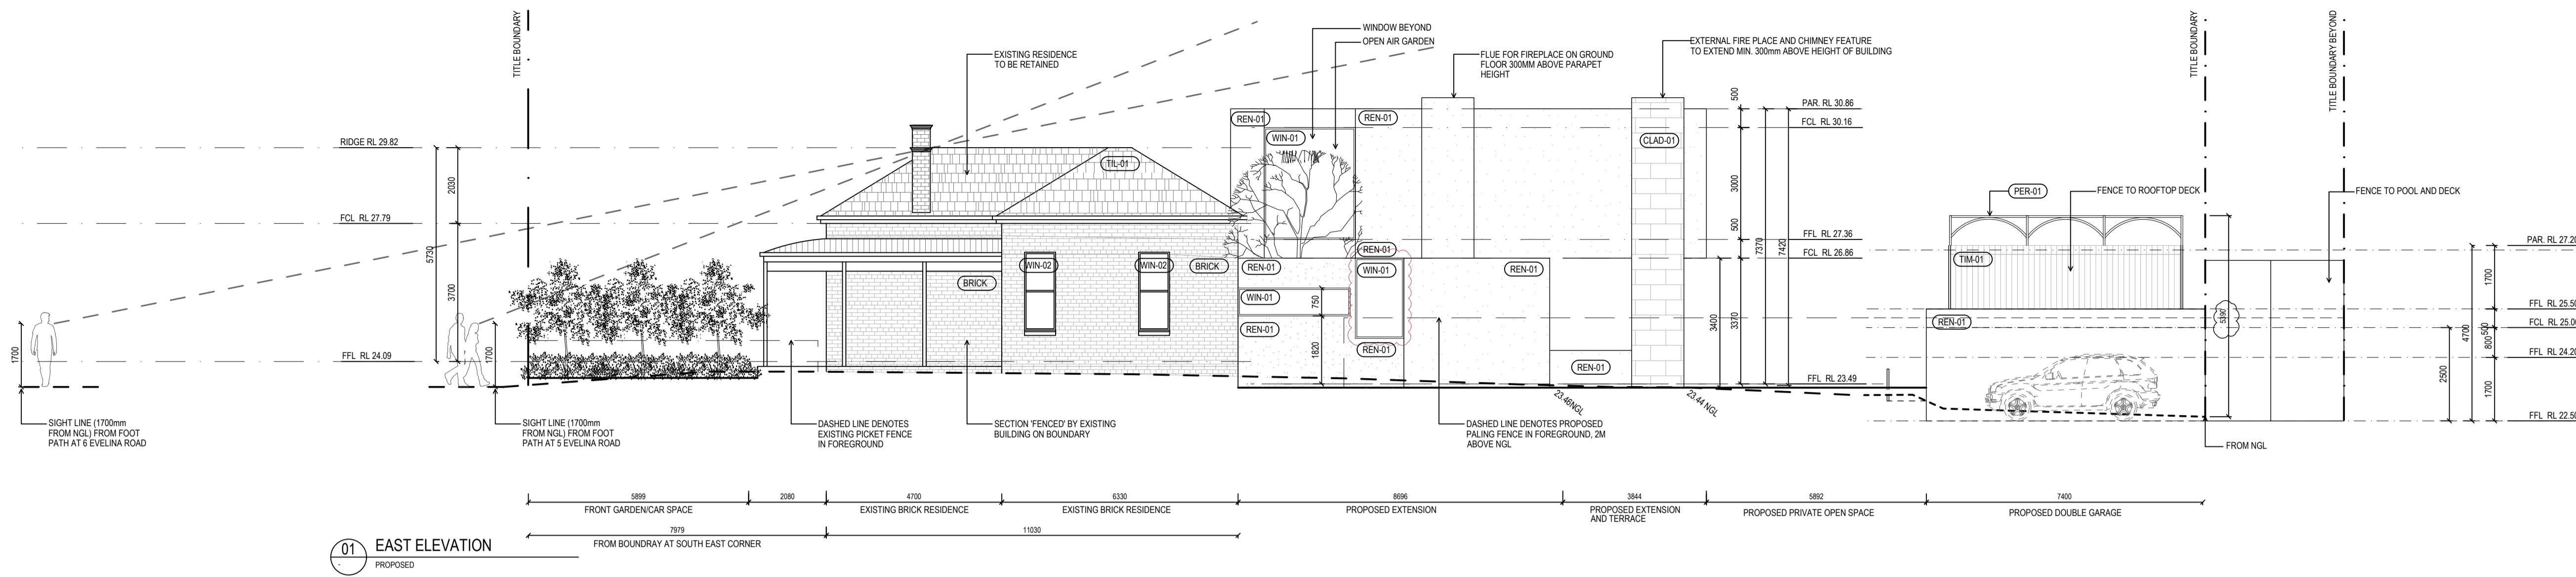 TITLE BOUNDARY
EXISTING RESIDENCE
TO BE RETAINED
WINDOW BEYOND
OPEN AIR GARDEN
FLUE FOR FIREPLACE ON GROUND
FLOOR 300MM ABOVE PARAPET
HEIGHT
EXTERNAL FIRE PLACE AND CHIMNEY FEATURE
TO EXTEND MIN. 300mm ABOVE HEIGHT OF BUILDING
TITLE BOUNDARY
TITLE BOUNDARY BEYOND
RIDGE RL 29.82
FCL RL 27.79
FFL RL 24.09
2030
5730
3700
1700
1700
TIL-01
BRICK
WIN-02
WIN-02
BRICK
REN-01
WIN-01
REN-01
REN-01
REN-01
WIN-01
WIN-01
REN-01
REN-01
REN-01
REN-01
CLAD-01
750
1820
500
3000
500
3370
3400
7370
7420
PAR. RL 30.86
FCL RL 30.16
FFL RL 27.36
FCL RL 26.86
FFL RL 23.49
23.46NGL
23.44 NGL
PER-01
FENCE TO ROOFTOP DECK
FENCE TO POOL AND DECK
TIM-01
REN-01
5390
2500
4700
1700
500
800
1700
PAR. RL 27.20
FFL RL 25.50
FCL RL 25.00
FFL RL 24.20
FFL RL 22.50
SIGHT LINE (1700mm
FROM NGL) FROM FOOT
PATH AT 6 EVELINA ROAD
SIGHT LINE (1700mm
FROM NGL) FROM FOOT
PATH AT 5 EVELINA ROAD
DASHED LINE DENOTES
EXISTING PICKET FENCE
IN FOREGROUND
SECTION 'FENCED' BY EXISTING
BUILDING ON BOUNDARY
DASHED LINE DENOTES PROPOSED
PALING FENCE IN FOREGROUND, 2M
ABOVE NGL
FROM NGL
5899
2080
4700
6330
8696
3844
5892
7400
FRONT GARDEN/CAR SPACE
EXISTING BRICK RESIDENCE
EXISTING BRICK RESIDENCE
PROPOSED EXTENSION
PROPOSED EXTENSION
AND TERRACE
PROPOSED PRIVATE OPEN SPACE
PROPOSED DOUBLE GARAGE
7979
11030
FROM BOUNDRAY AT SOUTH EAST CORNER
01
-
EAST ELEVATION
PROPOSED